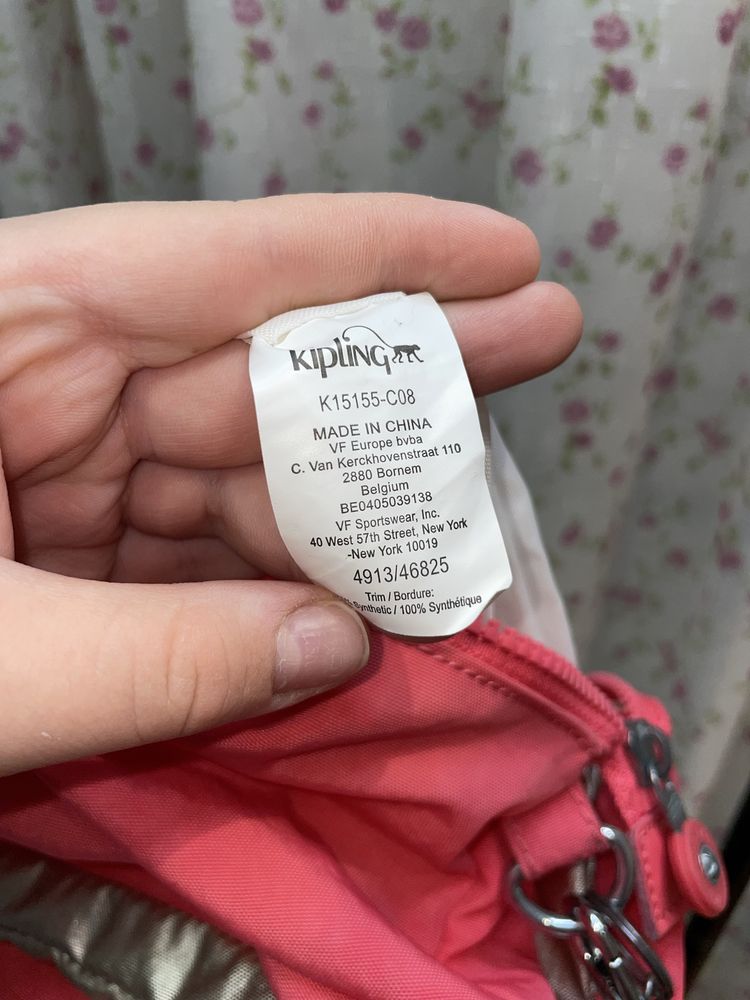 Kipling
K15155-C08
MADE IN CHINA
VF Europe bvba
C. Van Kerckhovenstraat 110
2880 Bornem
Belgium
BE0405039138
VF Sportswear, Inc.
40 West 57th Street, New York
-New York 10019
4913/46825
Trim / Bordure:
Synthetic / 100% Synthétique